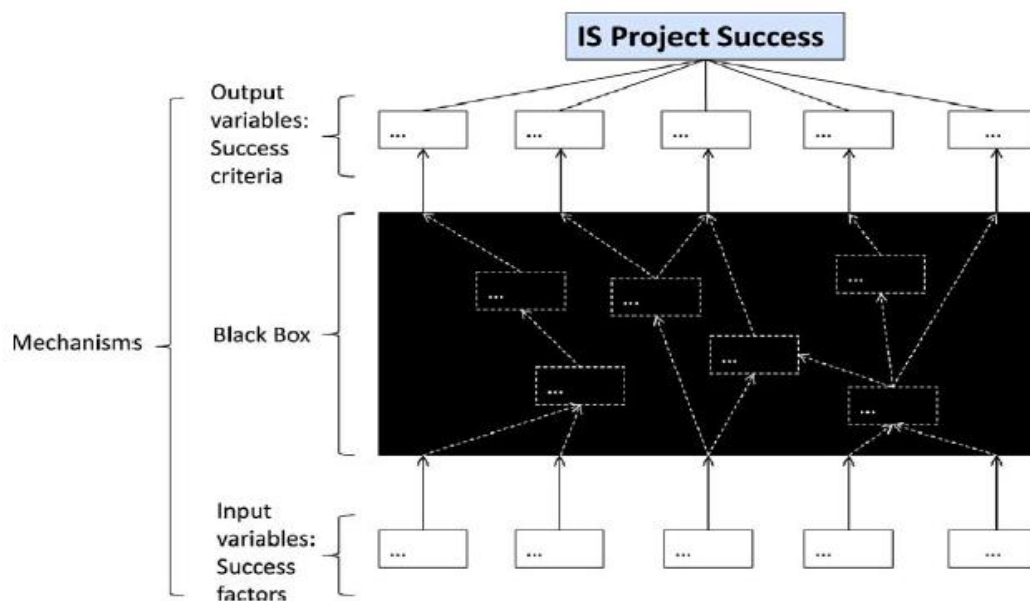 IS Project Success
Output
variables:
Success
criteria
...
...
...
...
...
Mechanisms
Black Box
...
...
...
...
...
...
Input
variables:
Success
factors
...
...
...
...
...